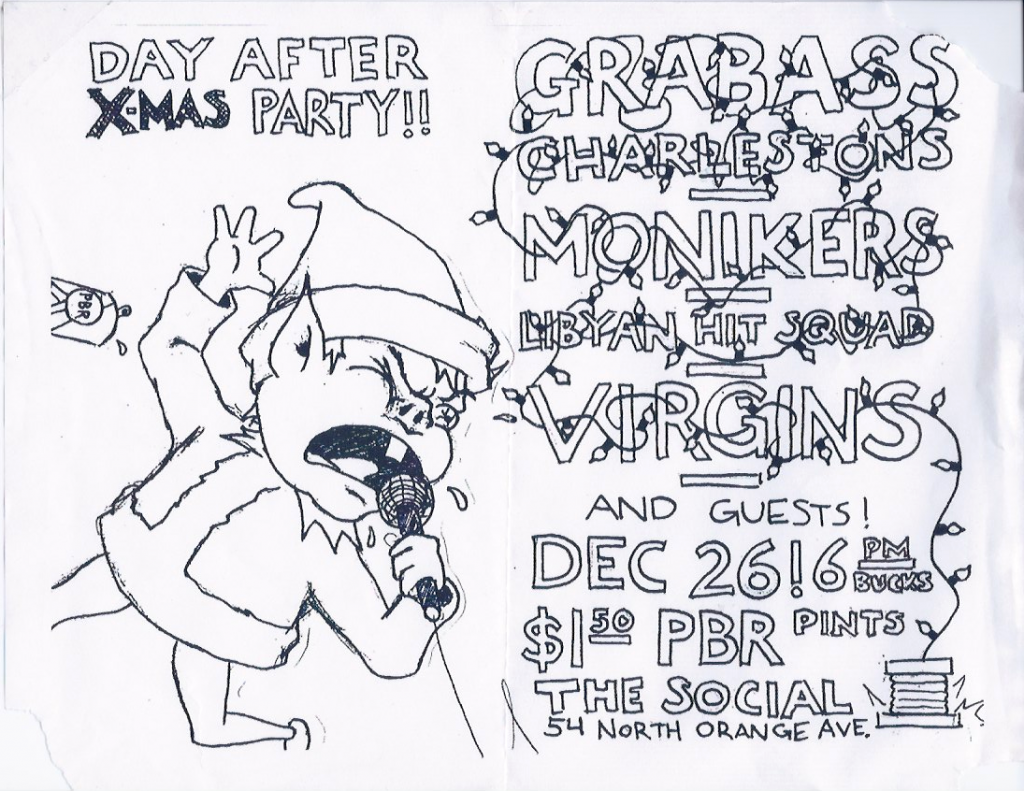 DAY AFTER
X-MAS PARTY!!
PBR
GRABASS
CHARLESTONS
MONIKERS
LIBYAN HIT SQUAD
VIRGINS
AND GUESTS!
DEC 26! 6 PM BUCKS
$1.50 PBR PINTS
THE SOCIAL
54 NORTH ORANGE AVE.